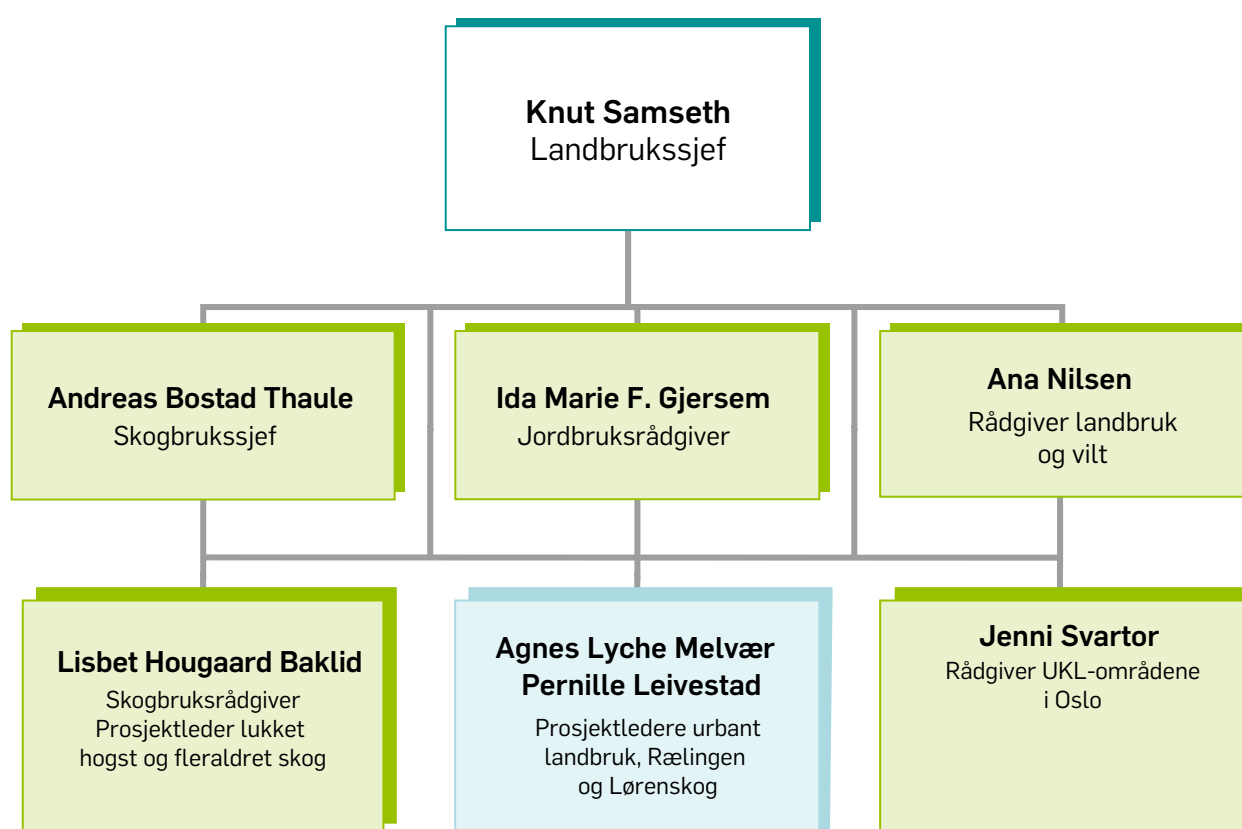 Knut Samseth
Landbrukssjef
Andreas Bostad Thaule
Skogbrukssjef
Ida Marie F. Gjersem
Jordbruksrådgiver
Ana Nilsen
Rådgiver landbruk
og vilt
Lisbet Hougaard Baklid
Skogbruksrådgiver
Prosjektleder lukket
hogst og fleraldret skog
Agnes Lyche Melvær
Pernille Leivestad
Prosjektledere urbant
landbruk, Rælingen
og Lørenskog
Jenni Svartor
Rådgiver UKL-områdene
i Oslo